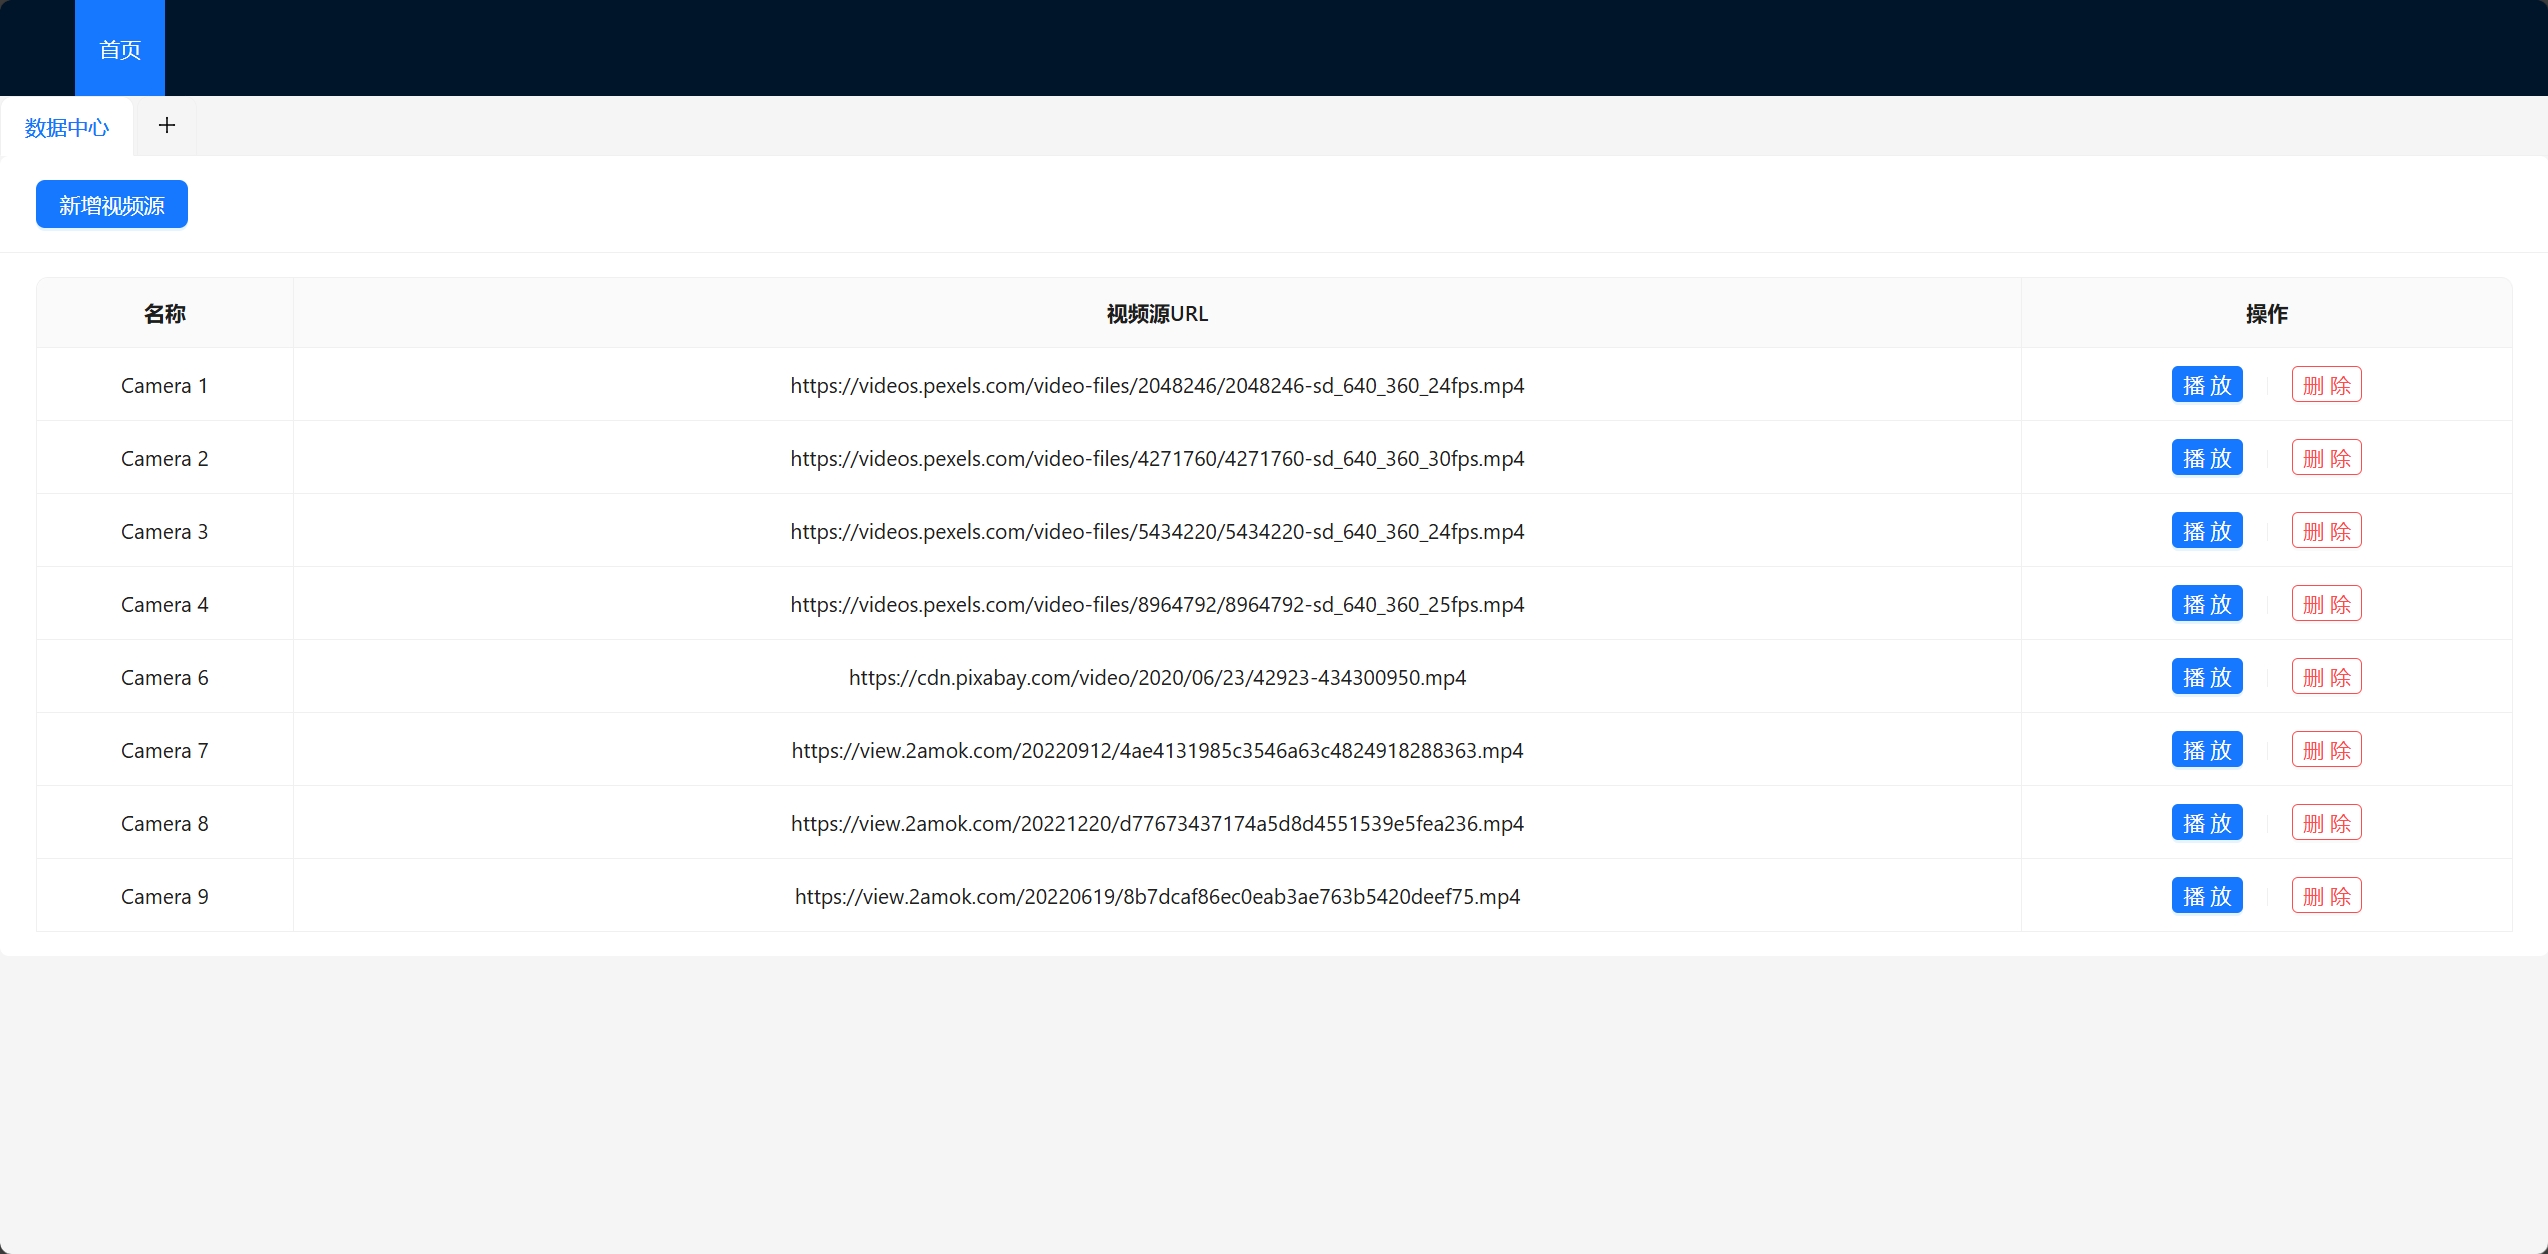 首页
数据中心 +
新增视频源
名称 视频源URL 操作
Camera 1 https://videos.pexels.com/video-files/2048246/2048246-sd_640_360_24fps.mp4 播放 删除
Camera 2 https://videos.pexels.com/video-files/4271760/4271760-sd_640_360_30fps.mp4 播放 删除
Camera 3 https://videos.pexels.com/video-files/5434220/5434220-sd_640_360_24fps.mp4 播放 删除
Camera 4 https://videos.pexels.com/video-files/8964792/8964792-sd_640_360_25fps.mp4 播放 删除
Camera 6 https://cdn.pixabay.com/video/2020/06/23/42923-434300950.mp4 播放 删除
Camera 7 https://view.2amok.com/20220912/4ae4131985c3546a63c4824918288363.mp4 播放 删除
Camera 8 https://view.2amok.com/20221220/d77673437174a5d8d4551539e5fea236.mp4 播放 删除
Camera 9 https://view.2amok.com/20220619/8b7dcaf86ec0eab3ae763b5420deef75.mp4 播放 删除